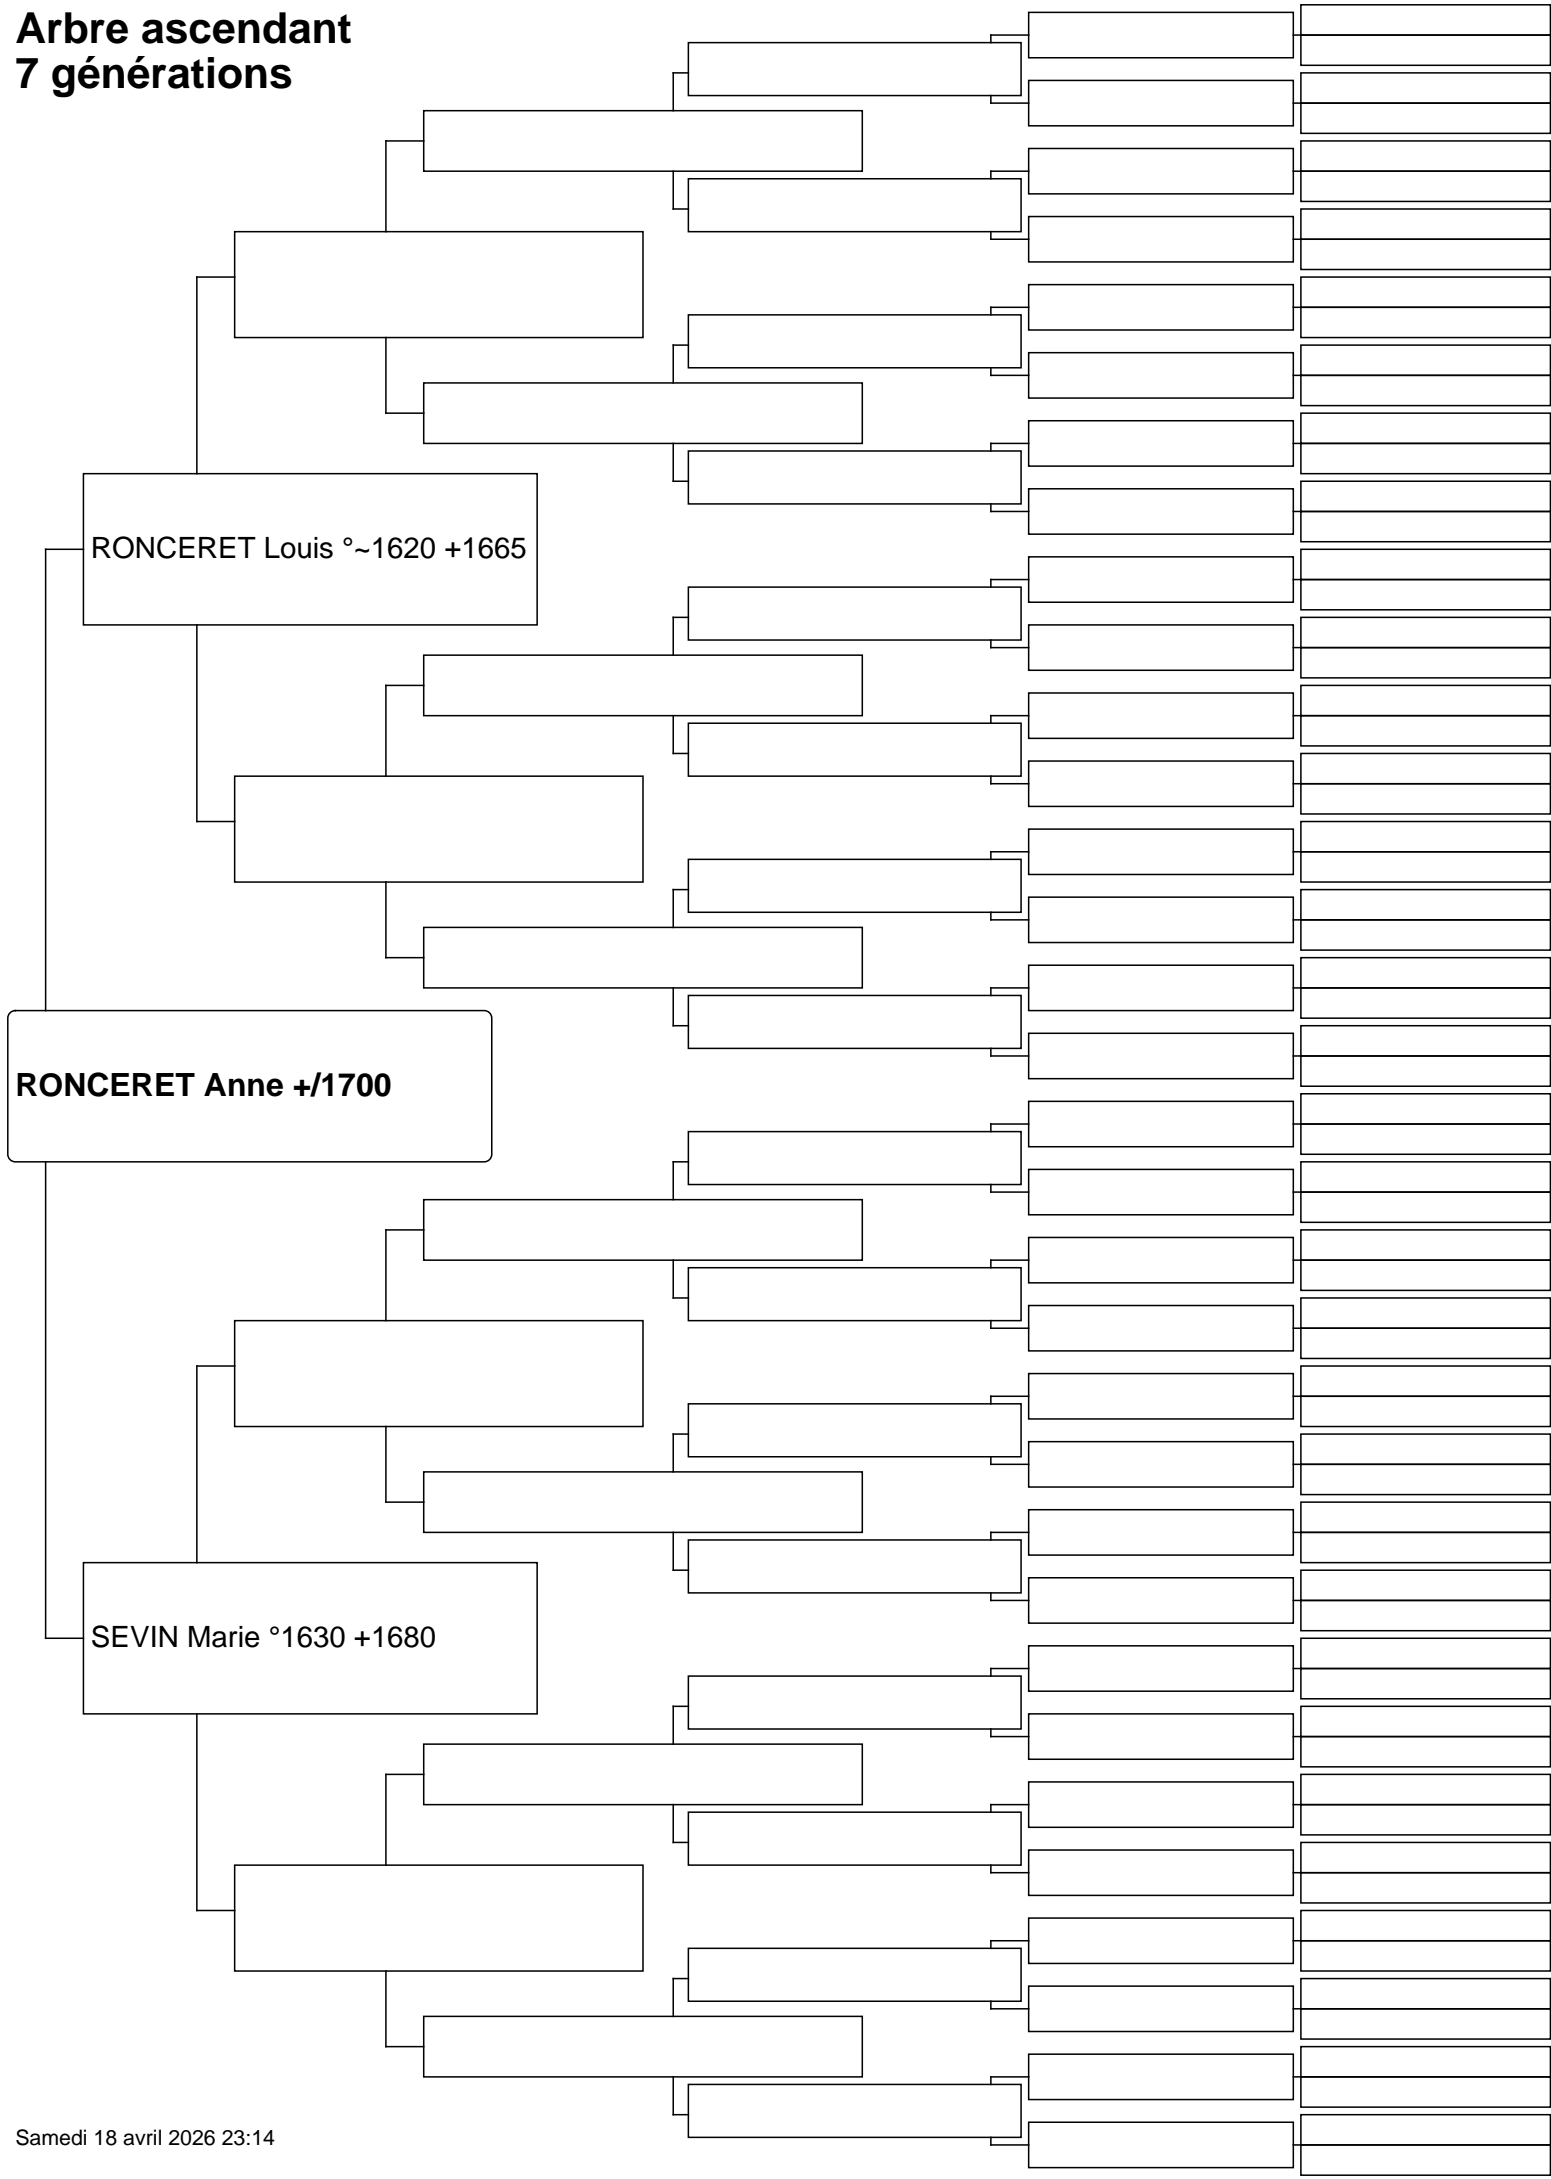 Arbre ascendant
7 générations
RONCERET Louis °~1620 +1665
RONCERET Anne +/1700
SEVIN Marie °1630 +1680
Samedi 18 avril 2026 23:14